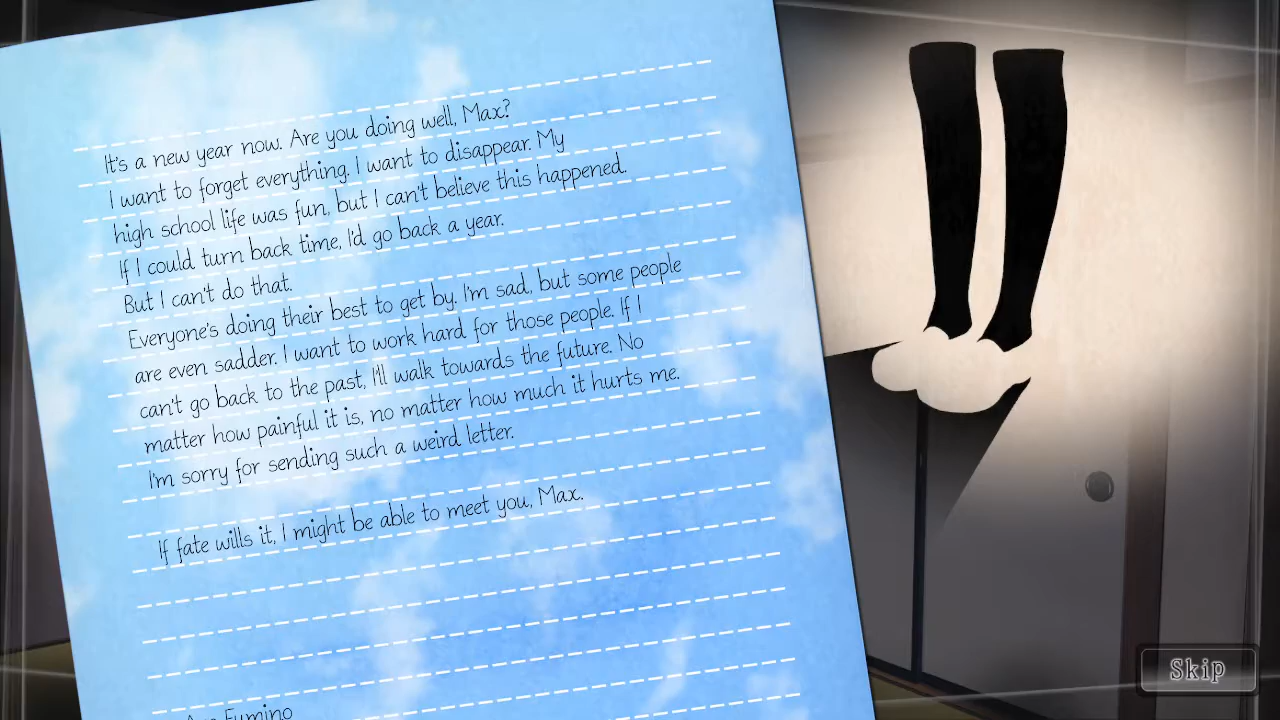 It's a new year now. Are you doing well, Max?
I want to forget everything. I want to disappear. My
high school life was fun, but I can't believe this happened.
If I could turn back time, I'd go back a year.
But I can't do that.
Everyone's doing their best to get by. I'm sad, but some people
are even sadder. I want to work hard for those people. If I
can't go back to the past, I'll walk towards the future. No
matter how painful it is, no matter how much it hurts me.
I'm sorry for sending such a weird letter.
If fate wills it, I might be able to meet you, Max.
Fumino
Skip